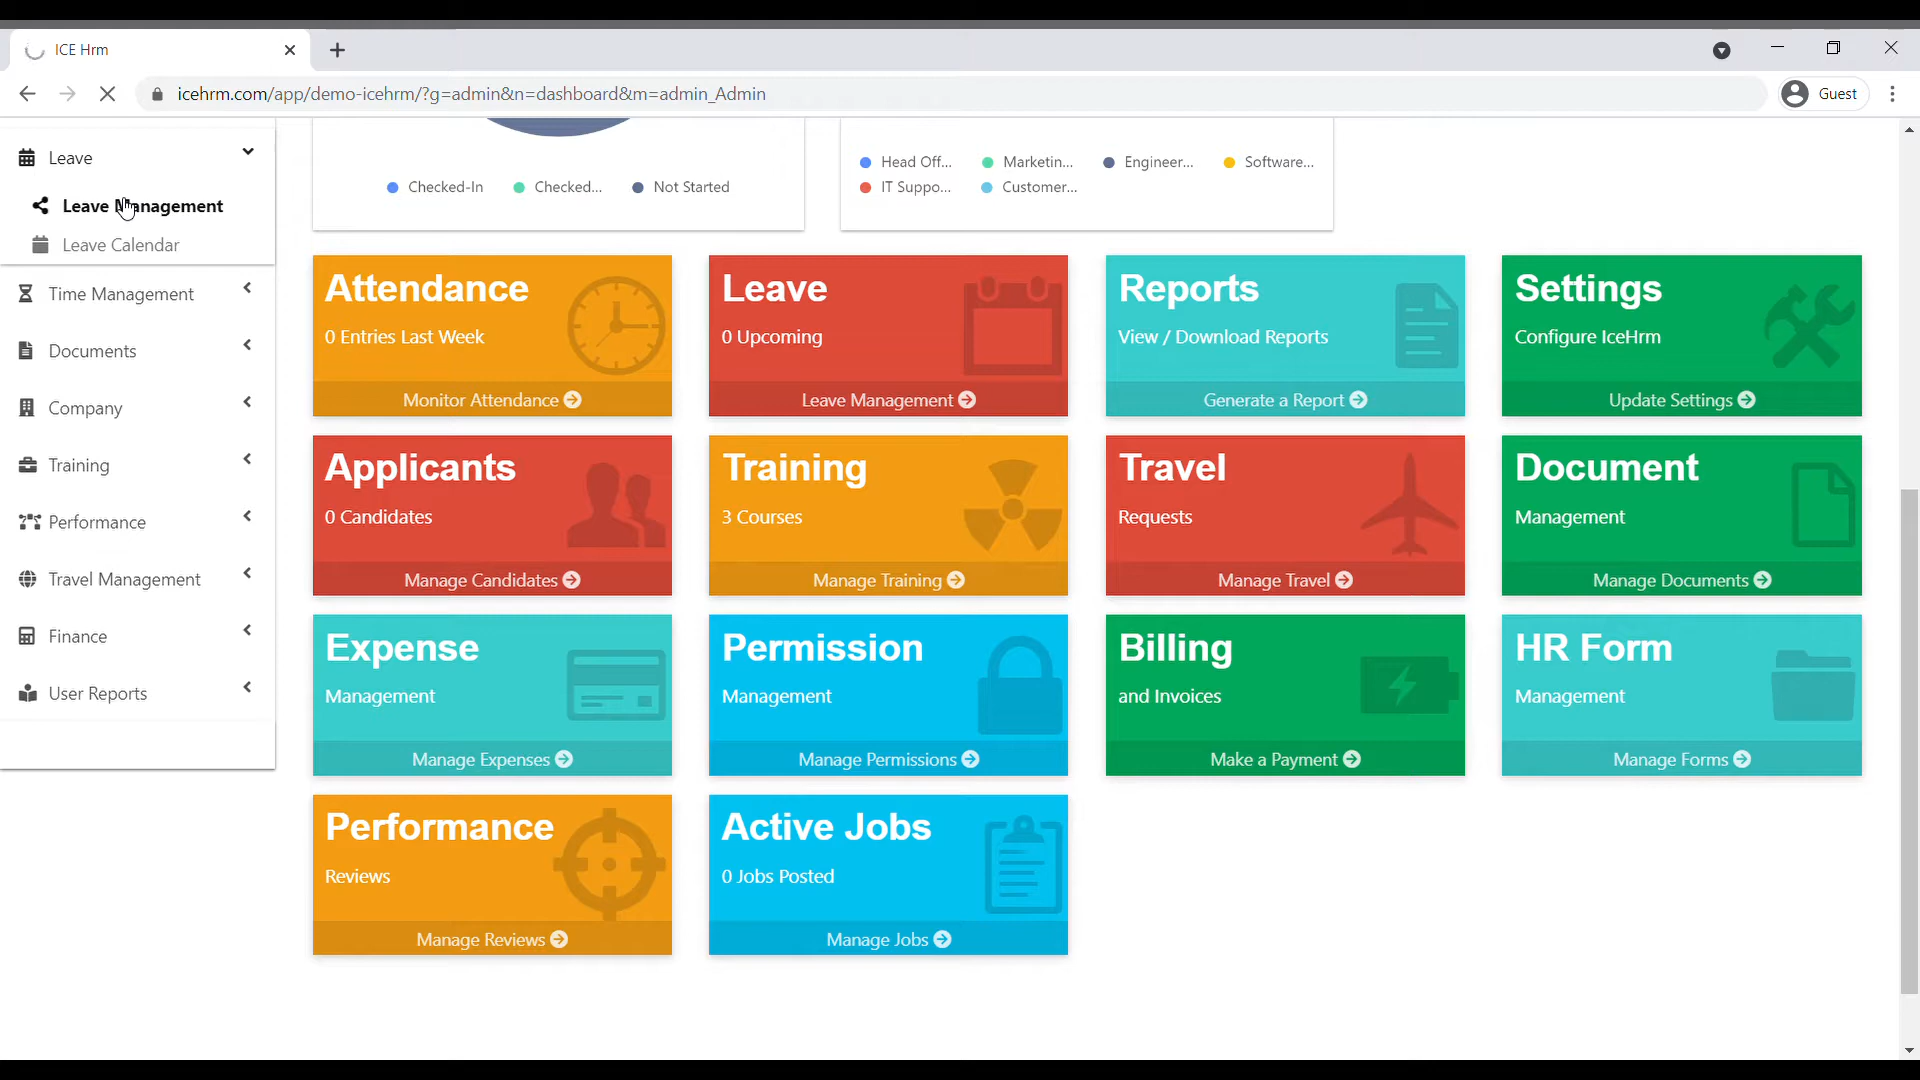 ICE Hrm
icehrm.com/app/demo-icehrm/?g=admin&n=dashboard&m=admin_Admin
Guest
Leave
Leave Management
Leave Calendar
Time Management
Documents
Company
Training
Performance
Travel Management
Finance
User Reports
Checked-In
Checked...
Not Started
Head Off...
Marketin...
Engineer...
Software...
IT Suppo...
Customer...
Attendance
0 Entries Last Week
Monitor Attendance
Leave
0 Upcoming
Leave Management
Reports
View / Download Reports
Generate a Report
Settings
Configure IceHrm
Update Settings
Applicants
0 Candidates
Manage Candidates
Training
3 Courses
Manage Training
Travel
Requests
Manage Travel
Document
Management
Manage Documents
Expense
Management
Manage Expenses
Permission
Management
Manage Permissions
Billing
and Invoices
Make a Payment
HR Form
Management
Manage Forms
Performance
Reviews
Manage Reviews
Active Jobs
0 Jobs Posted
Manage Jobs